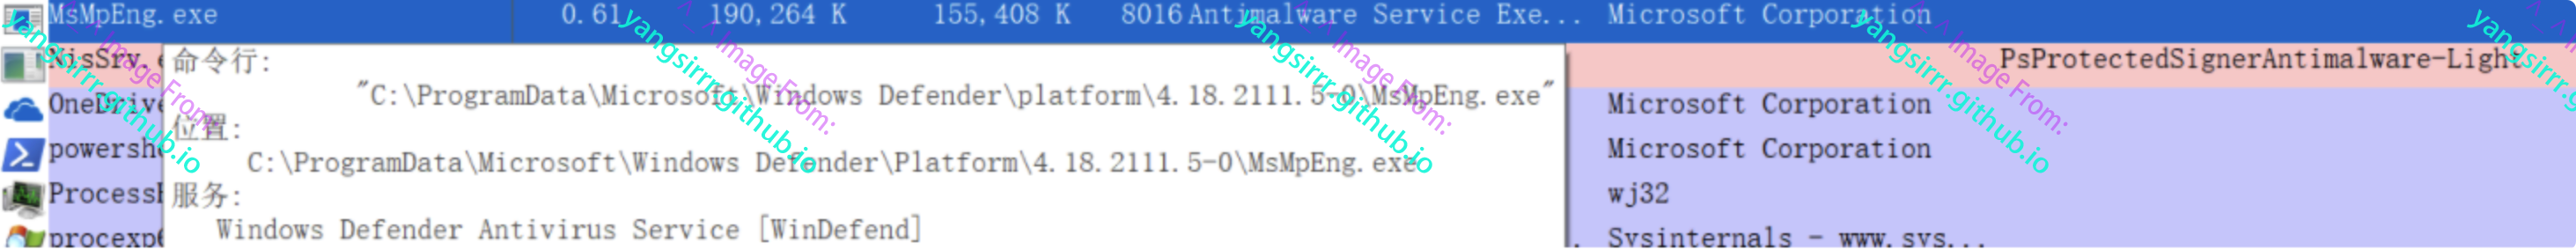 MsMpEng.exe 0.61 190,264 K 155,408 K 8016 Antimalware Service Exe... Microsoft Corporation
NisSrv. PsProtectedSignerAntimalware-Light
命令行:
"C:\ProgramData\Microsoft\Windows Defender\platform\4.18.2111.5-0\MsMpEng.exe"
OneDrive Microsoft Corporation
位置:
powersh Microsoft Corporation
C:\ProgramData\Microsoft\Windows Defender\Platform\4.18.2111.5-0\MsMpEng.exe
ProcessH wj32
服务:
procexp6 Sysinternals - www.sys...
Windows Defender Antivirus Service [WinDefend]
Image From:
yangsirrr.github.io
Image From:
yangsirrr.github.io
Image From:
yangsirrr.github.io
Image From:
yangsirrr.github.io